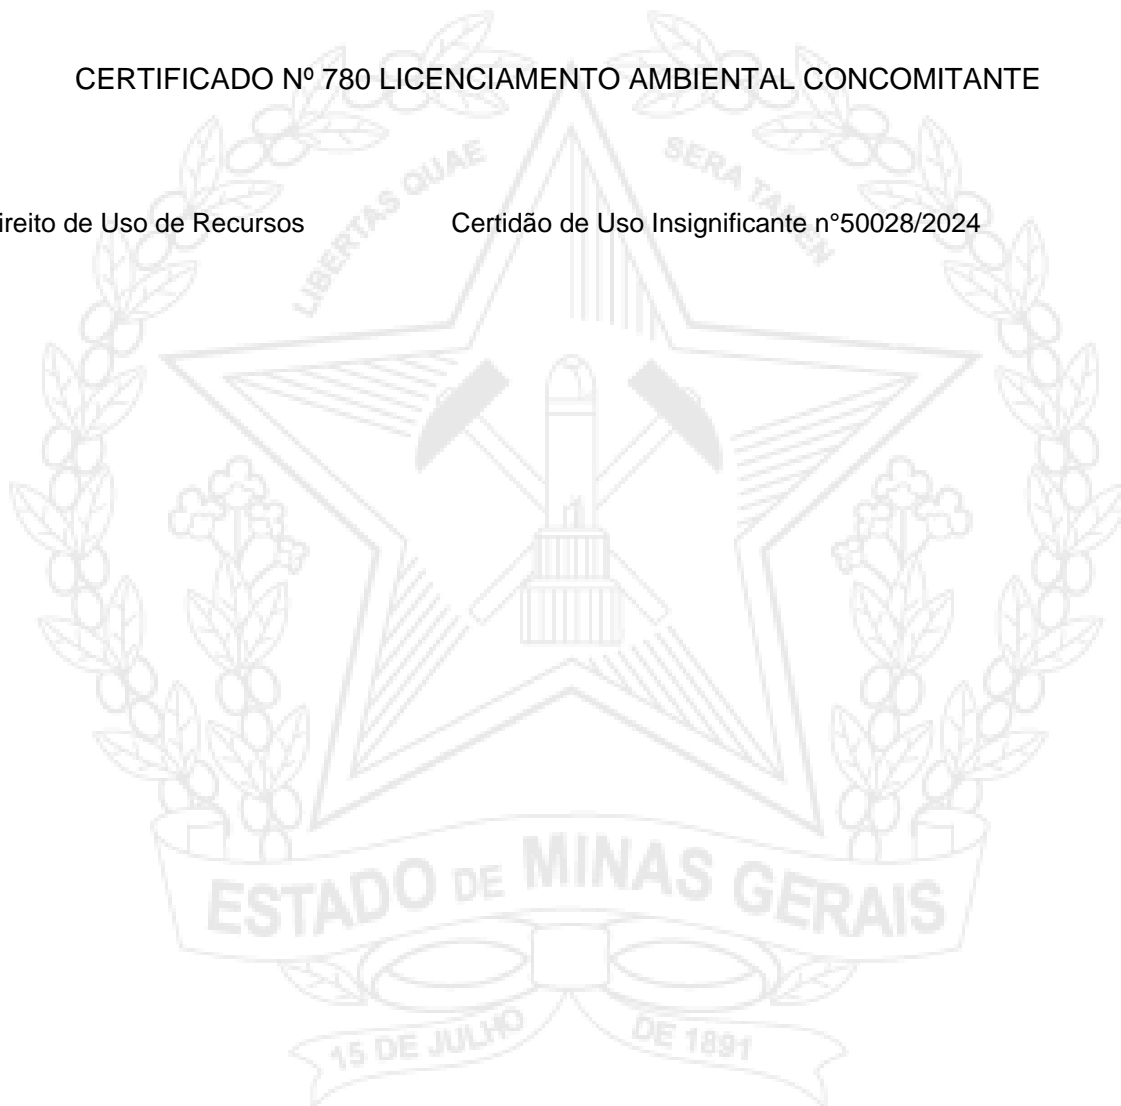 CERTIFICADO Nº 780 LICENCIAMENTO AMBIENTAL CONCOMITANTE
LIBERTAS QUAE SERA TAMEN
ireito de Uso de Recursos Certidão de Uso Insignificante n°50028/2024
ESTADO DE MINAS GERAIS
15 DE JULHO DE 1891